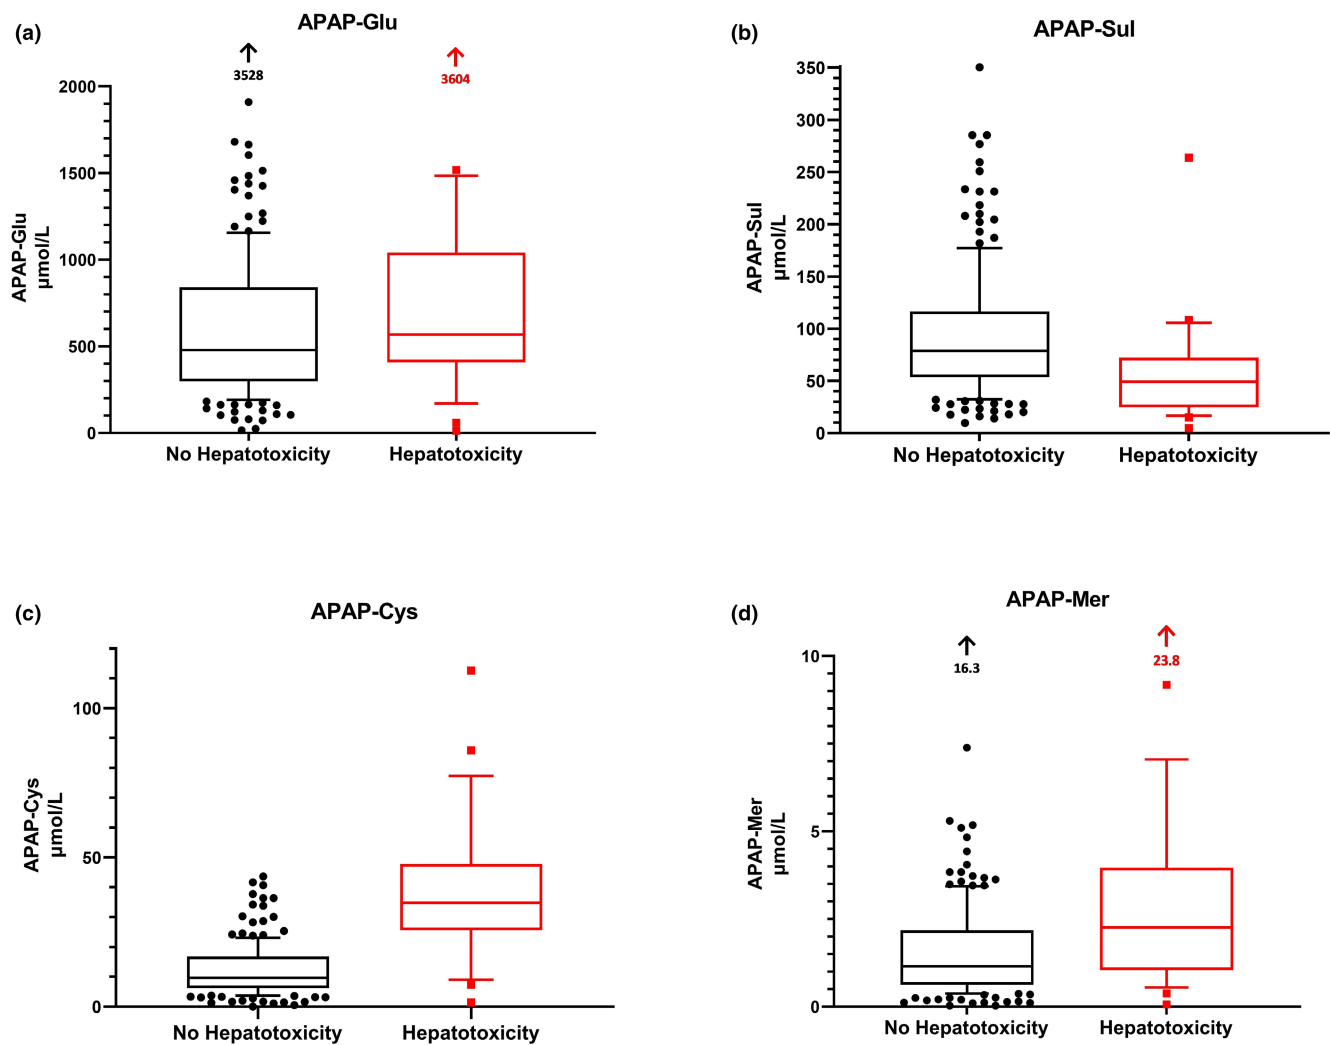 (a)
APAP-Glu
3528
3604
2000
1500
1000
500
0
APAP-Glu
μmol/L
No Hepatotoxicity
Hepatotoxicity
(b)
APAP-Sul
350
300
250
200
150
100
50
0
APAP-Sul
μmol/L
No Hepatotoxicity
Hepatotoxicity
(c)
APAP-Cys
100
50
0
APAP-Cys
μmol/L
No Hepatotoxicity
Hepatotoxicity
(d)
APAP-Mer
16.3
23.8
10
5
0
APAP-Mer
μmol/L
No Hepatotoxicity
Hepatotoxicity